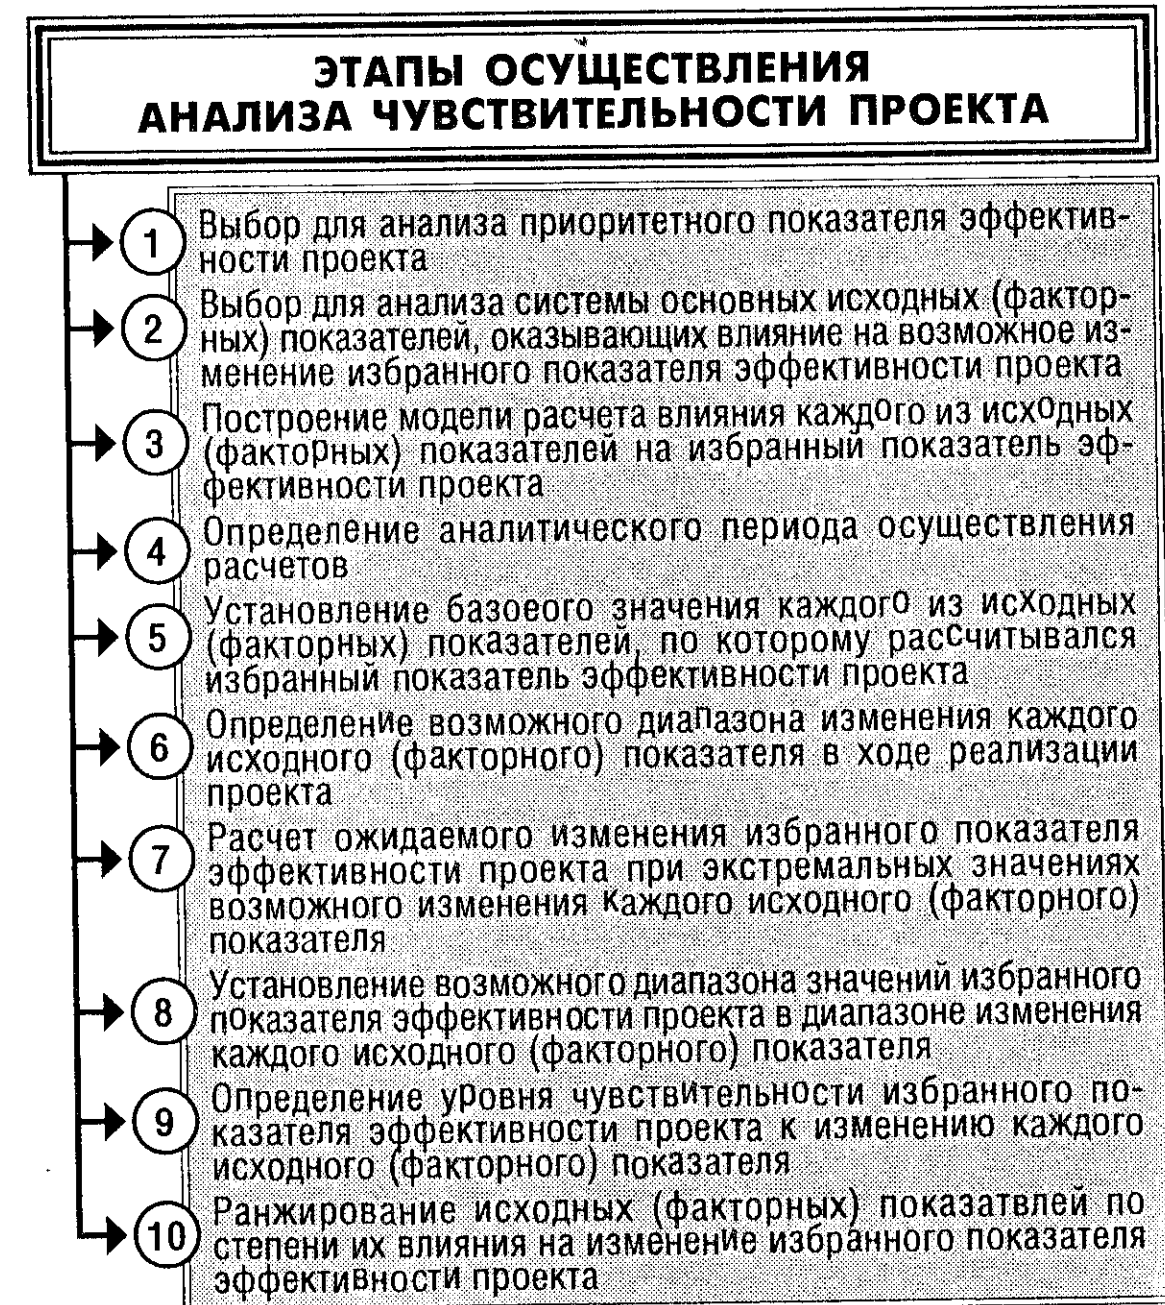 ЭТАПЫ ОСУЩЕСТВЛЕНИЯ
АНАЛИЗА ЧУВСТВИТЕЛЬНОСТИ ПРОЕКТА
1 Выбор для анализа приоритетного показателя эффектив-
ности проекта
2 Выбор для анализа системы основных исходных (фактор-
ных) показателей, оказывающих влияние на возможное из-
менение избранного показателя эффективности проекта
3 Построение модели расчета влияния каждого из исходных
(факторных) показателей на избранный показатель эф-
фективности проекта
4 Определение аналитического периода осуществления
расчетов
5 Установление базоеого значения каждого из исходных
(факторных) показателей, по которому рассчитывался
избранный показатель эффективности проекта
6 Определение возможного диапазона изменения каждого
исходного (факторного) показателя в ходе реализации
проекта
7 Расчет ожидаемого изменения избранного показателя
эффективности проекта при экстремальных значениях
возможного изменения каждого исходного (факторного)
показателя
8 Установление возможного диапазона значений избранного
показателя эффективности проекта в диапазоне изменения
каждого исходного (факторного) показателя
9 Определение уровня чувствительности избранного по-
казателя эффективности проекта к изменению каждого
исходного (факторного) показателя
10 Ранжирование исходных (факторных) показатвлей по
степени их влияния на изменение избранного показателя
эффективности проекта